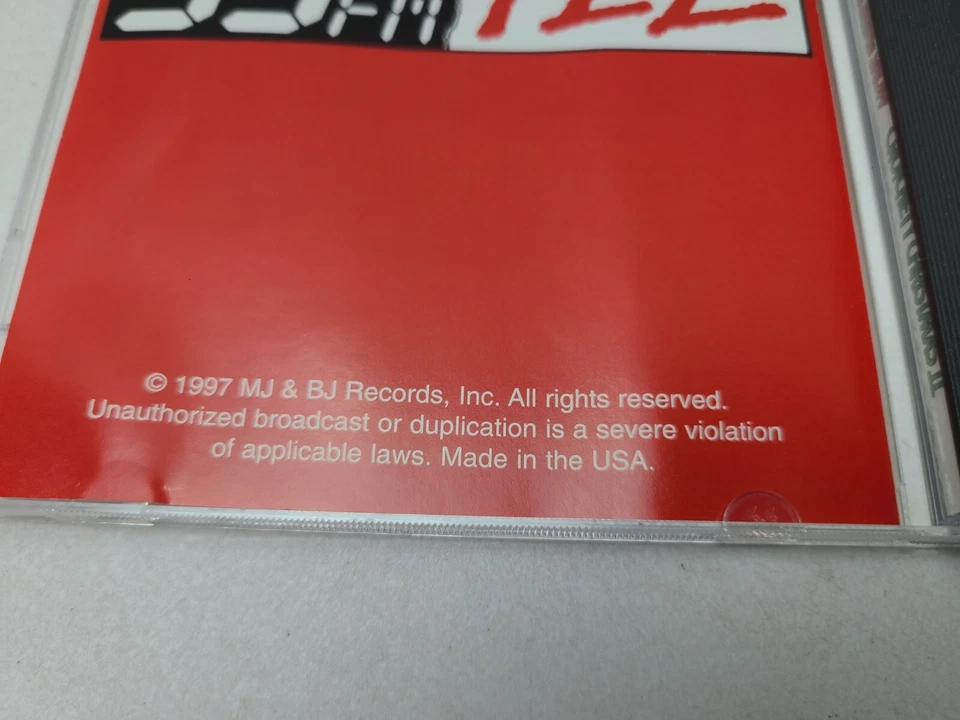 FM
© 1997 MJ & BJ Records, Inc. All rights reserved.
Unauthorized broadcast or duplication is a severe violation
of applicable laws. Made in the USA.